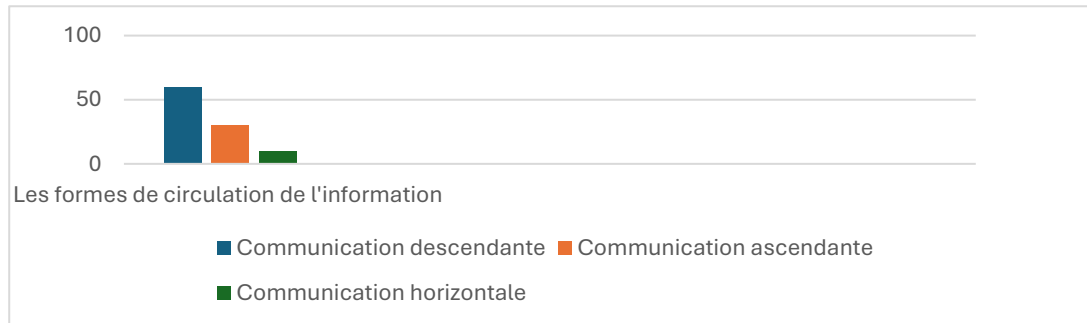 100
50
0
Les formes de circulation de l'information
Communication descendante Communication ascendante
Communication horizontale